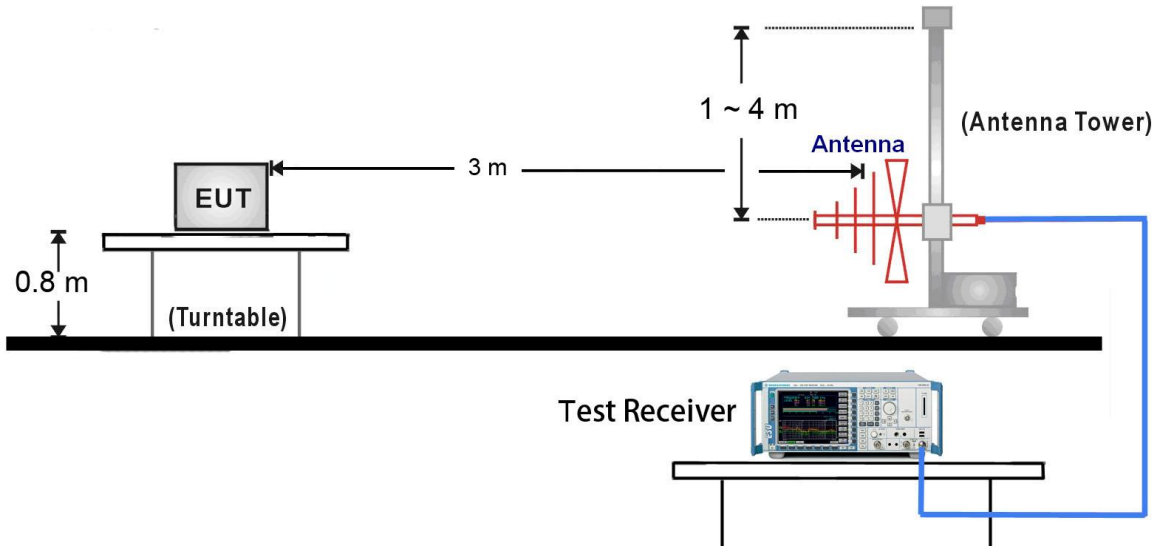 1 ~ 4 m
(Antenna Tower)
Antenna
3 m
EUT
0.8 m
(Turntable)
Test Receiver